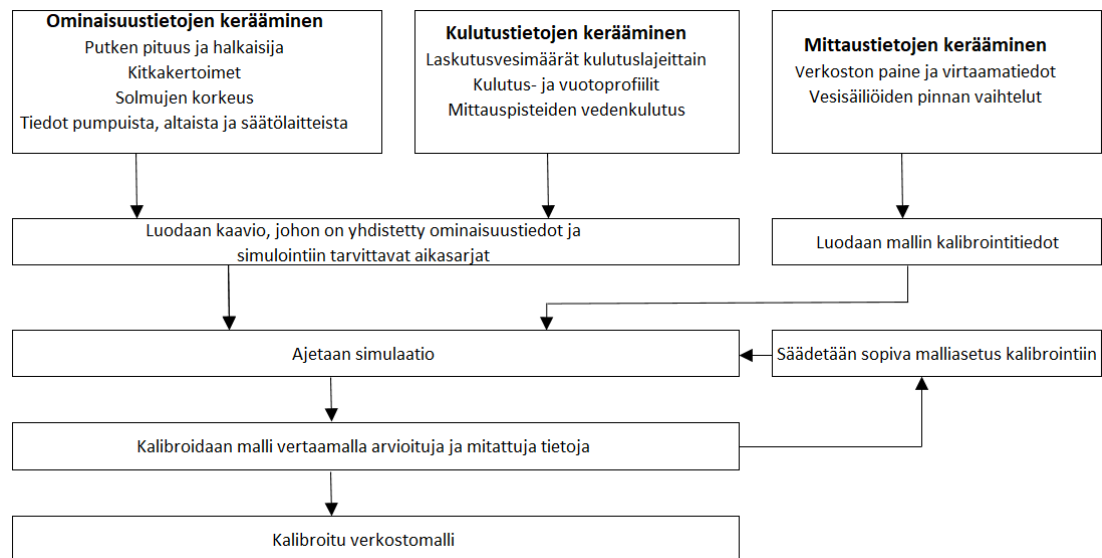 Ominaisuustietojen kerääminen
Putken pituus ja halkaisija
Kitkakertoimet
Solmujen korkeus
Tiedot pumpuista, altaista ja säätölaitteista
Kulutustietojen kerääminen
Laskutusvesimäärät kulutuslajeittain
Kulutus- ja vuotoprofiilit
Mittauspisteiden vedenkulutus
Mittaustietojen kerääminen
Verkoston paine ja virtaamatiedot
Vesisäiliöiden pinnan vaihtelut
Luodaan kaavio, johon on yhdistetty ominaisuustiedot ja
simulointiin tarvittavat aikasarjat
Luodaan mallin kalibrointitiedot
Ajetaan simulaatio
Säädetään sopiva malliasetus kalibrointiin
Kalibroidaan malli vertaamalla arvioituja ja mitattuja tietoja
Kalibroitu verkostomalli